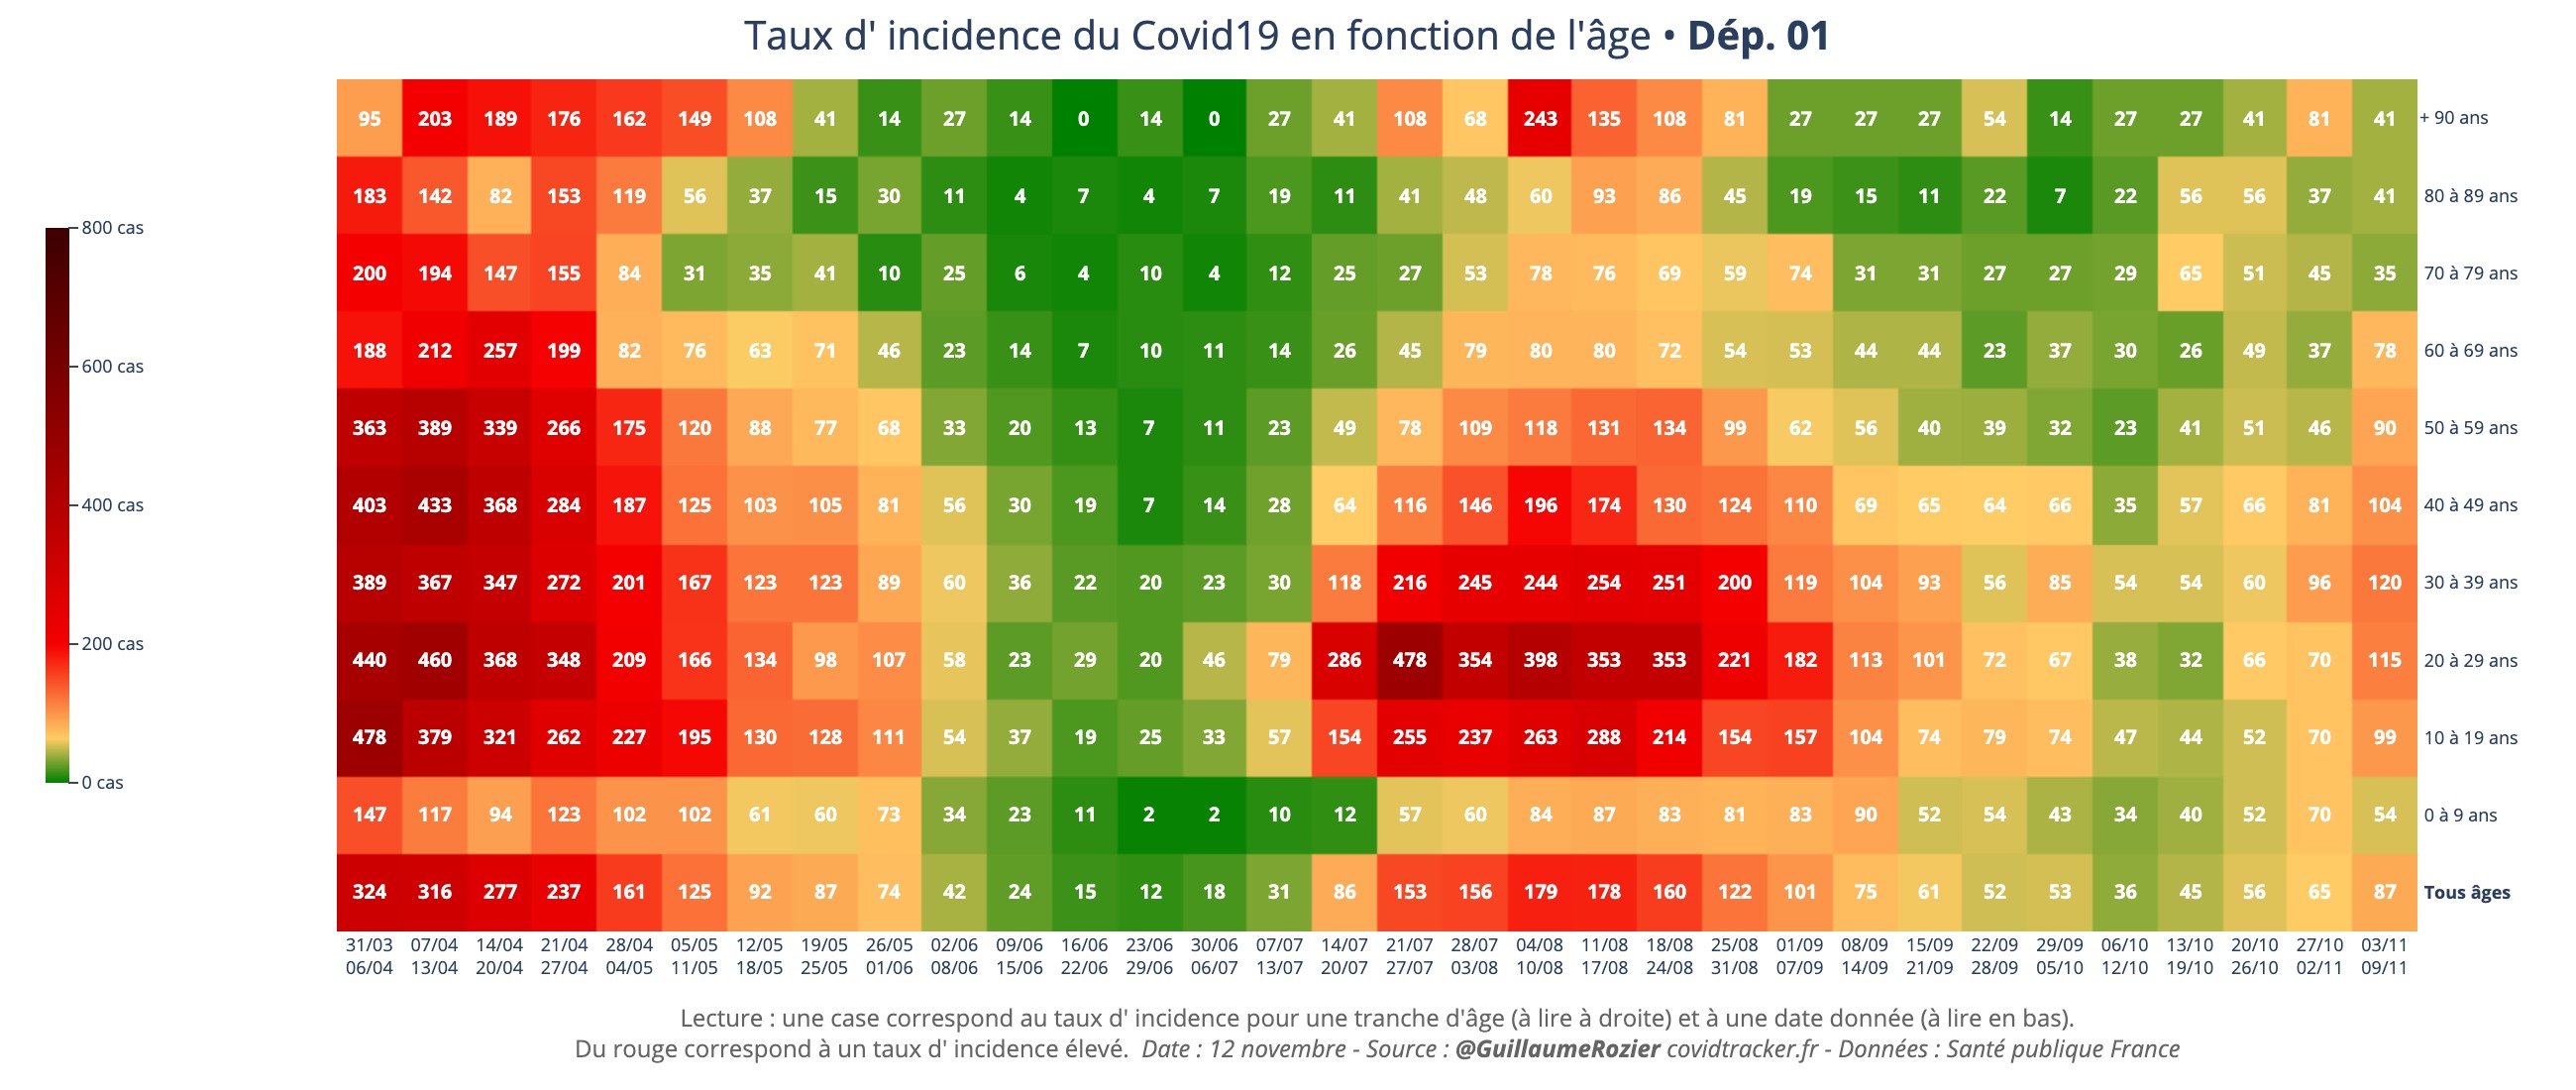 Taux d' incidence du Covid19 en fonction de l'âge • Dép. 01
800 cas
600 cas
400 cas
200 cas
0 cas
95 203 189 176 162 149 108 41 14 27 14 0 14 0 27 41 108 68 243 135 108 81 27 27 27 54 14 27 27 41 81 41 + 90 ans
183 142 82 153 119 56 37 15 30 11 4 7 4 7 19 11 41 48 60 93 86 45 19 15 11 22 7 22 56 56 37 41 80 à 89 ans
200 194 147 155 84 31 35 41 10 25 6 4 10 4 12 25 27 53 78 76 69 59 74 31 31 27 27 29 65 51 45 35 70 à 79 ans
188 212 257 199 82 76 63 71 46 23 14 7 10 11 14 26 45 79 80 80 72 54 53 44 44 23 37 30 26 49 37 78 60 à 69 ans
363 389 339 266 175 120 88 77 68 33 20 13 7 11 23 49 78 109 118 131 134 99 62 56 40 39 32 23 41 51 46 90 50 à 59 ans
403 433 368 284 187 125 103 105 81 56 30 19 7 14 28 64 116 146 196 174 130 124 110 69 65 64 66 35 57 66 81 104 40 à 49 ans
389 367 347 272 201 167 123 123 89 60 36 22 20 23 30 118 216 245 244 254 251 200 119 104 93 56 85 54 54 60 96 120 30 à 39 ans
440 460 368 348 209 166 134 98 107 58 23 29 20 46 79 286 478 354 398 353 353 221 182 113 101 72 67 38 32 66 70 115 20 à 29 ans
478 379 321 262 227 195 130 128 111 54 37 19 25 33 57 154 255 237 263 288 214 154 157 104 74 79 74 47 44 52 70 99 10 à 19 ans
147 117 94 123 102 102 61 60 73 34 23 11 2 2 10 12 57 60 84 87 83 81 83 90 52 54 43 34 40 52 70 54 0 à 9 ans
324 316 277 237 161 125 92 87 74 42 24 15 12 18 31 86 153 156 179 178 160 122 101 75 61 52 53 36 45 56 65 87 Tous âges
31/03 07/04 14/04 21/04 28/04 05/05 12/05 19/05 26/05 02/06 09/06 16/06 23/06 30/06 07/07 14/07 21/07 28/07 04/08 11/08 18/08 25/08 01/09 08/09 15/09 22/09 29/09 06/10 13/10 20/10 27/10 03/11
06/04 13/04 20/04 27/04 04/05 11/05 18/05 25/05 01/06 08/06 15/06 22/06 29/06 06/07 13/07 20/07 27/07 03/08 10/08 17/08 24/08 31/08 07/09 14/09 21/09 28/09 05/10 12/10 19/10 26/10 02/11 09/11
Lecture : une case correspond au taux d' incidence pour une tranche d'âge (à lire à droite) et à une date donnée (à lire en bas).
Du rouge correspond à un taux d' incidence élevé. Date : 12 novembre - Source : @GuillaumeRozier covidtracker.fr - Données : Santé publique France